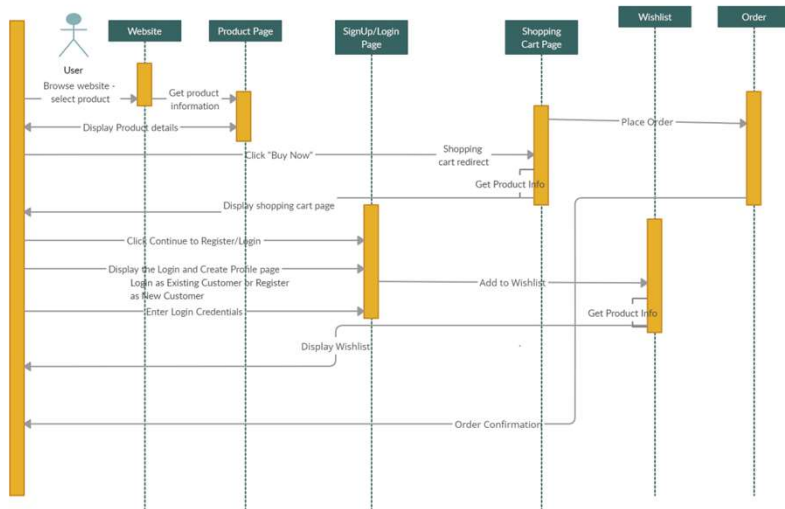 Website
Product Page
SignUp/Login
Page
Shopping
Cart Page
Wishlist
Order
User
Browse website -
select product
Get product
information
Display Product details
Place Order
Click "Buy Now"
Shopping
cart redirect
Get Product Info
Display shopping cart page
Click Continue to Register/Login
Display the Login and Create Profile page
Login as Existing Customer or Register
as New Customer
Add to Wishlist
Enter Login Credentials
Get Product Info
Display Wishlist
Order Confirmation